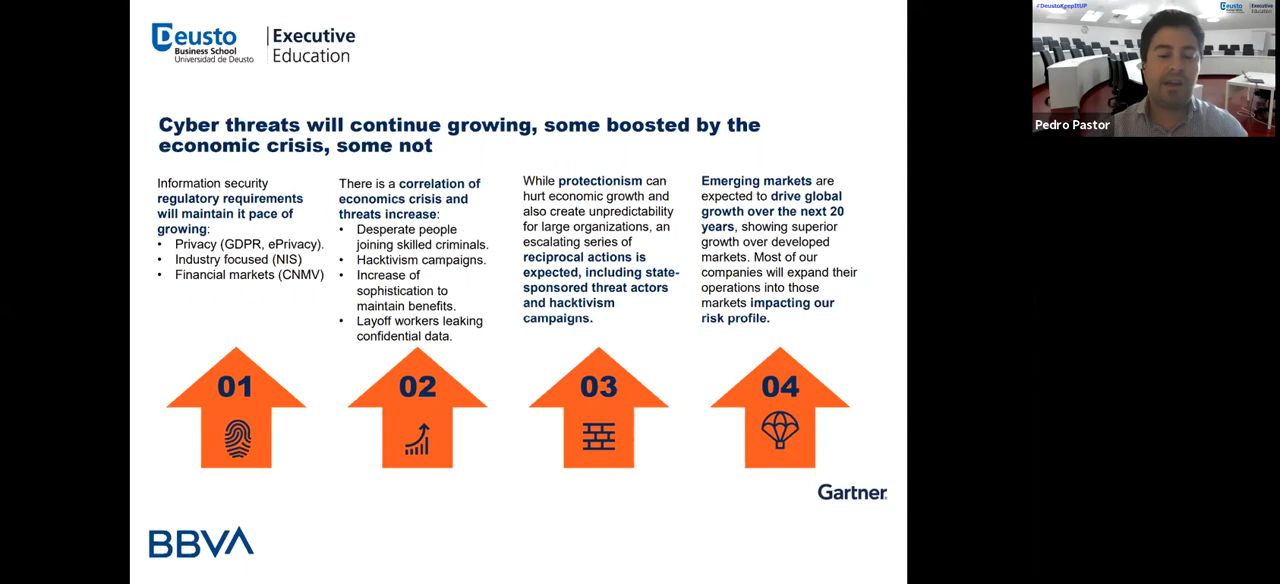 Deusto
Business School
Universidad de Deusto
Executive
Education
Cyber threats will continue growing, some boosted by the
economic crisis, some not
Information security
regulatory requirements
will maintain it pace of
growing:
• Privacy (GDPR, ePrivacy).
• Industry focused (NIS)
• Financial markets (CNMV)
There is a correlation of
economics crisis and
threats increase:
• Desperate people
joining skilled criminals.
• Hacktivism campaigns.
• Increase of
sophistication to
maintain benefits.
• Layoff workers leaking
confidential data.
While protectionism can
hurt economic growth and
also create unpredictability
for large organizations, an
escalating series of
reciprocal actions is
expected, including state-
sponsored threat actors
and hacktivism
campaigns.
Emerging markets are
expected to drive global
growth over the next 20
years, showing superior
growth over developed
markets. Most of our
companies will expand their
operations into those
markets impacting our
risk profile.
01
02
03
04
Gartner
BBVA
#DeustoKeepItUP
Deusto
Executive
Education
Pedro Pastor